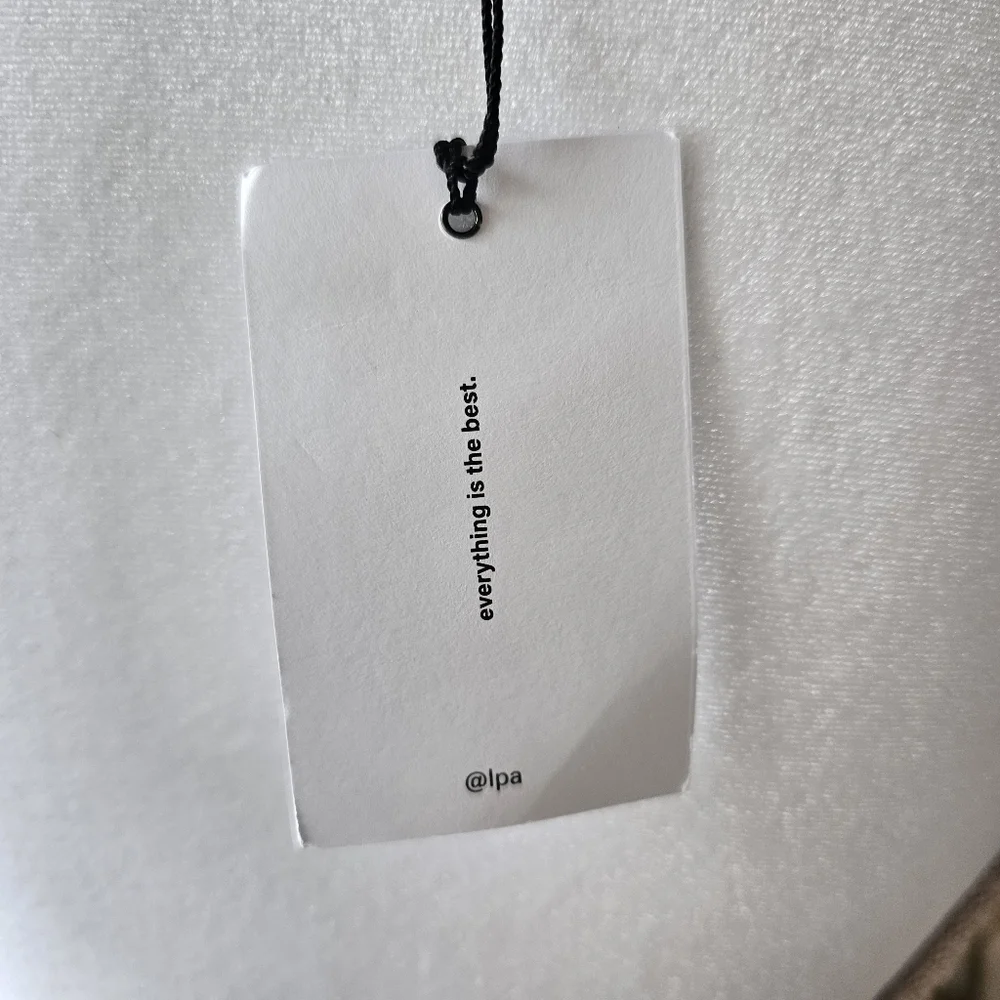 everything is the best.
@lpa